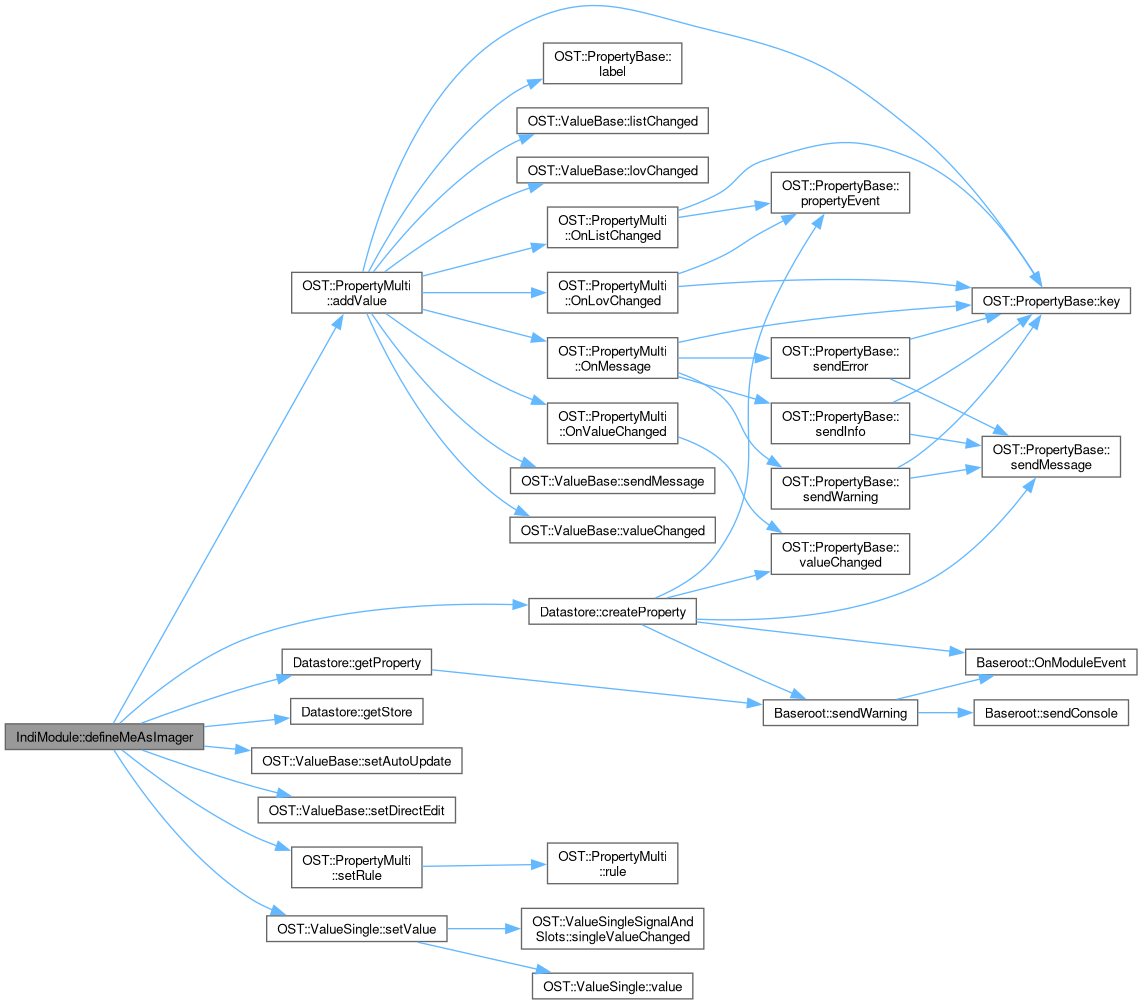 OST::PropertyBase::
label
OST::ValueBase::listChanged
OST::ValueBase::lovChanged
OST::PropertyBase::
propertyEvent
OST::PropertyMulti
::OnListChanged
OST::PropertyMulti
::addValue
OST::PropertyMulti
::OnLovChanged
OST::PropertyBase::key
OST::PropertyMulti
::OnMessage
OST::PropertyBase::
sendError
OST::PropertyMulti
::OnValueChanged
OST::PropertyBase::
sendInfo
OST::PropertyBase::
sendMessage
OST::ValueBase::sendMessage
OST::PropertyBase::
sendWarning
OST::ValueBase::valueChanged
OST::PropertyBase::
valueChanged
Datastore::createProperty
Datastore::getProperty
Baseroot::OnModuleEvent
Datastore::getStore
Baseroot::sendWarning
Baseroot::sendConsole
IndiModule::defineMeAsImager
OST::ValueBase::setAutoUpdate
OST::ValueBase::setDirectEdit
OST::PropertyMulti
::setRule
OST::PropertyMulti
::rule
OST::ValueSingle::setValue
OST::ValueSingleSignalAnd
Slots::singleValueChanged
OST::ValueSingle::value